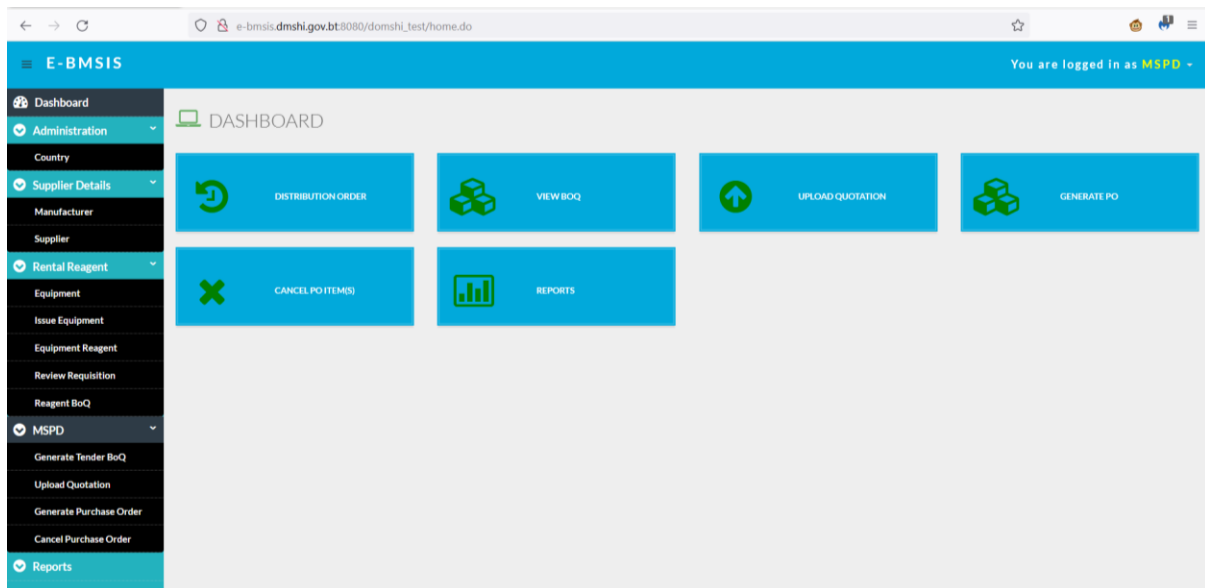 e-bmsis.dmshi.gov.bt:8080/domshi_test/home.do
E-BMSIS
You are logged in as MSPD
Dashboard
Administration
Country
Supplier Details
Manufacturer
Supplier
Rental Reagent
Equipment
Issue Equipment
Equipment Reagent
Review Requisition
Reagent BoQ
MSPD
Generate Tender BoQ
Upload Quotation
Generate Purchase Order
Cancel Purchase Order
Reports
DASHBOARD
DISTRIBUTION ORDER
VIEW BOQ
UPLOAD QUOTATION
GENERATE PO
CANCEL PO ITEM(S)
REPORTS